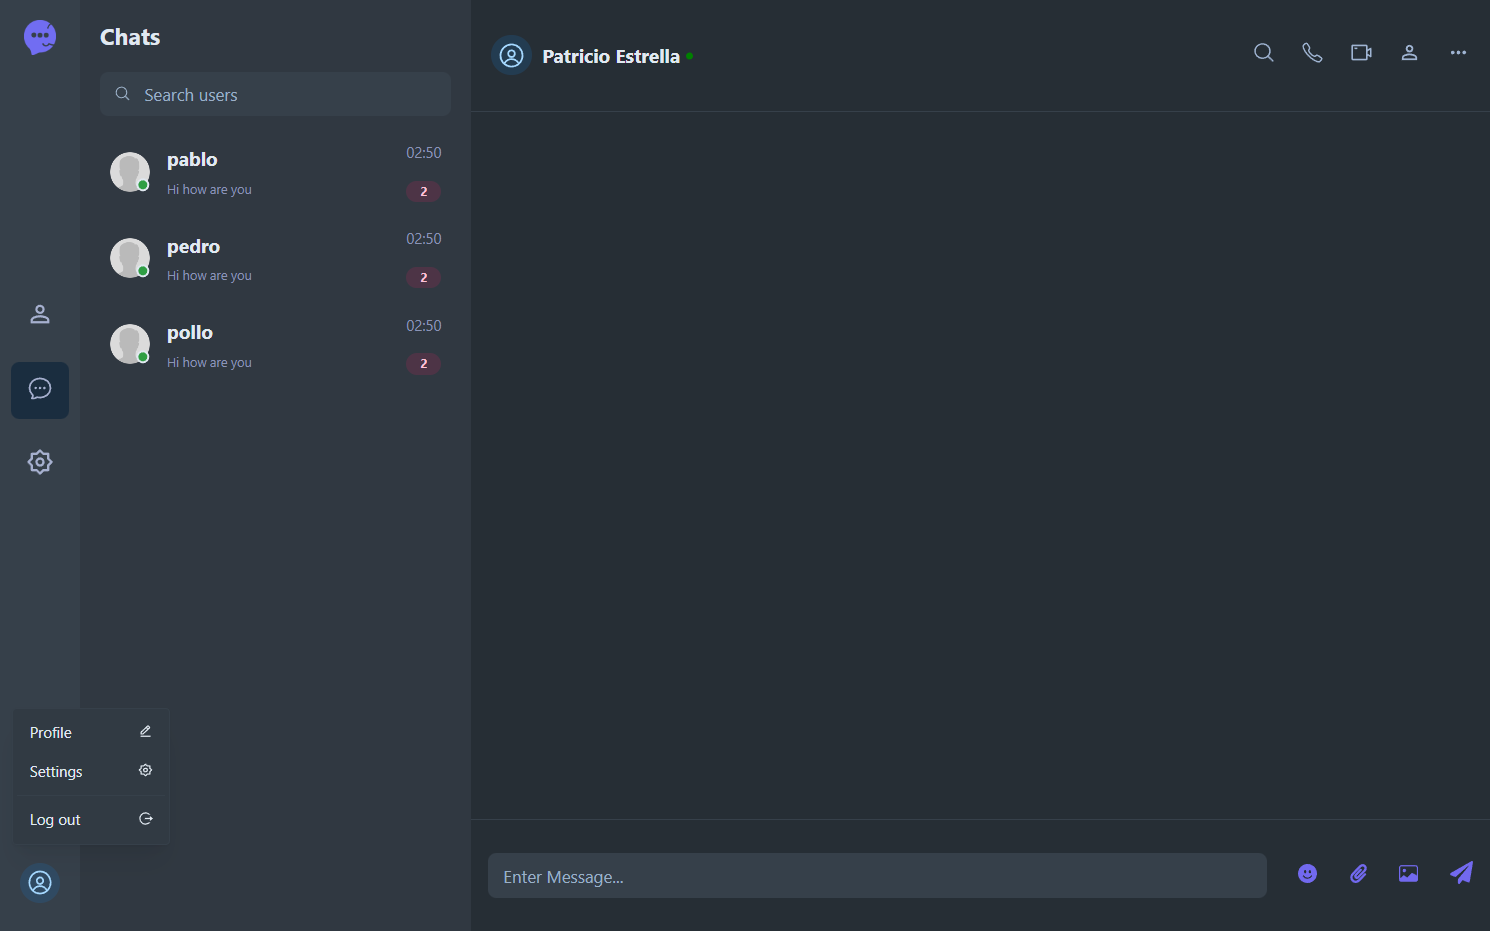 Chats
Search users
pablo
02:50
Hi how are you
2
pedro
02:50
Hi how are you
2
pollo
02:50
Hi how are you
2
Profile
Settings
Log out
Patricio Estrella
Enter Message...